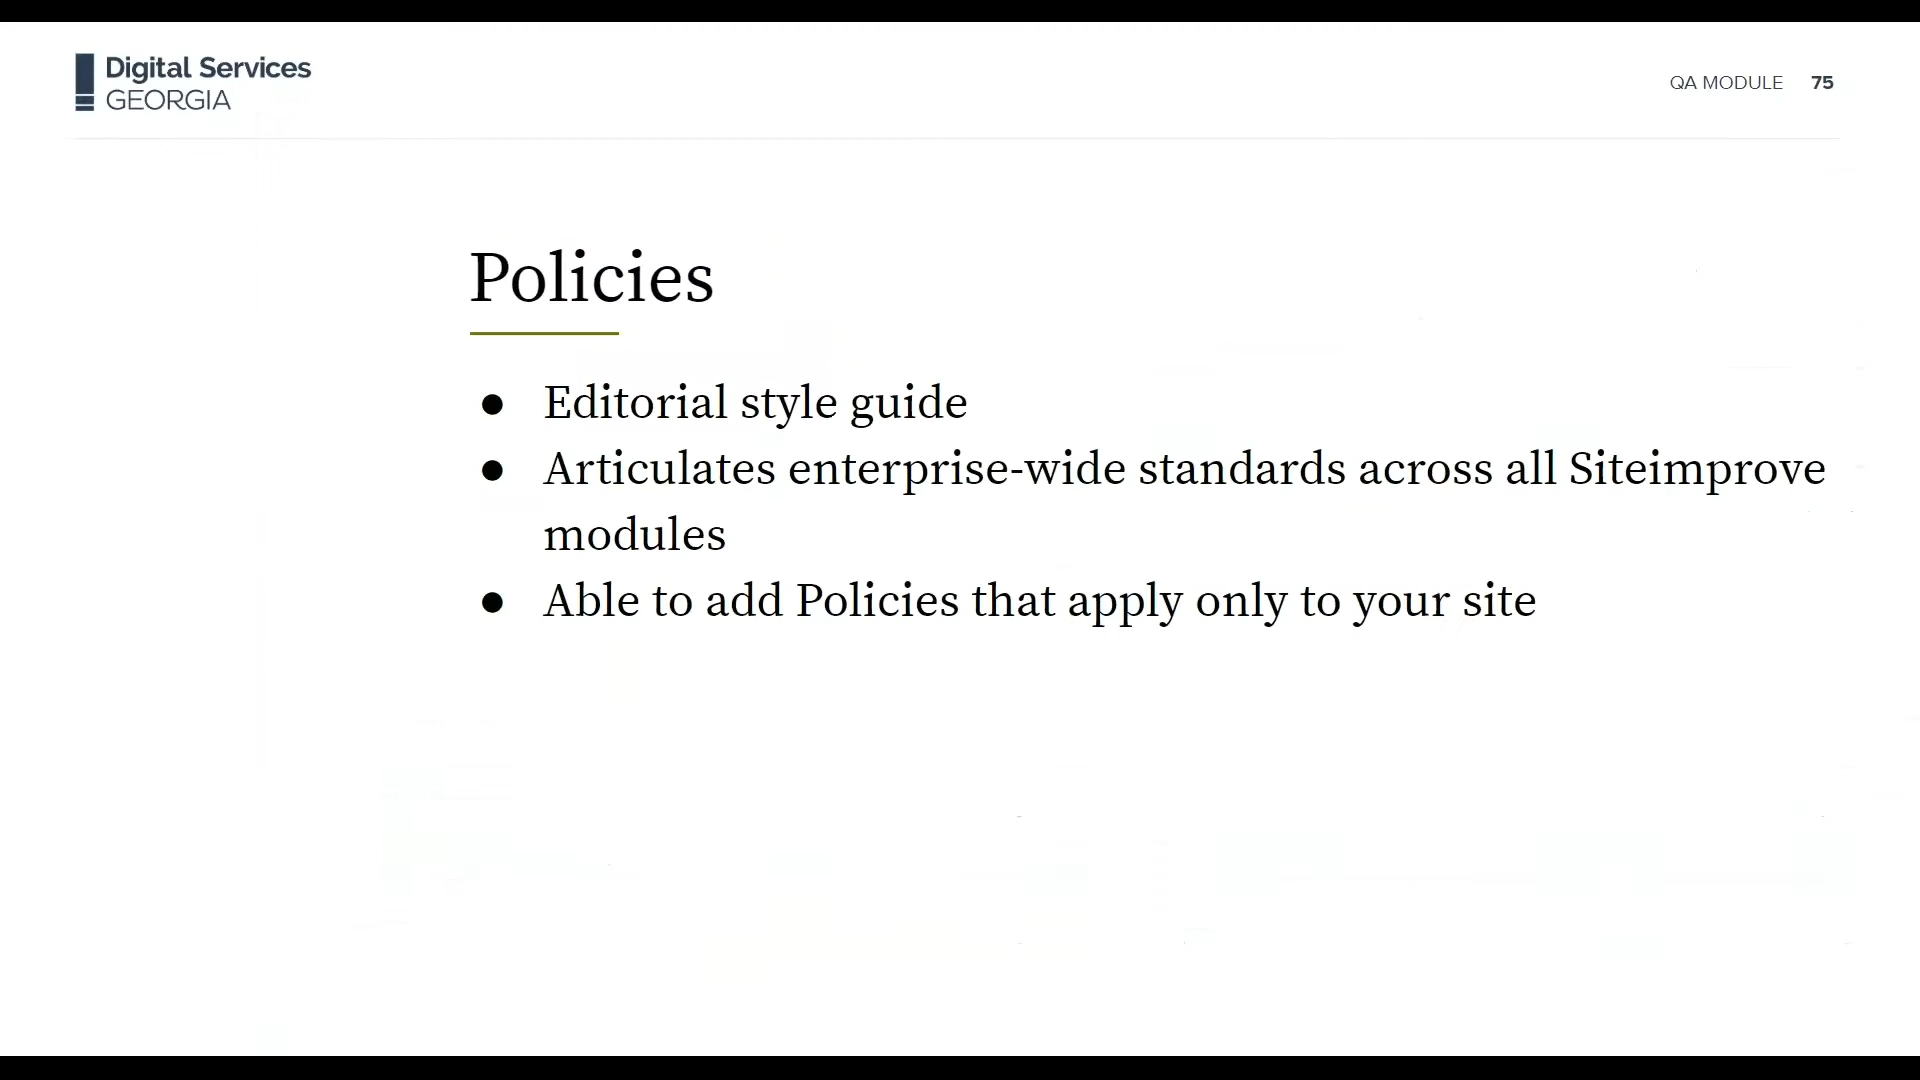 Digital Services
GEORGIA
QA MODULE 75
Policies
● Editorial style guide
● Articulates enterprise-wide standards across all Siteimprove
modules
● Able to add Policies that apply only to your site